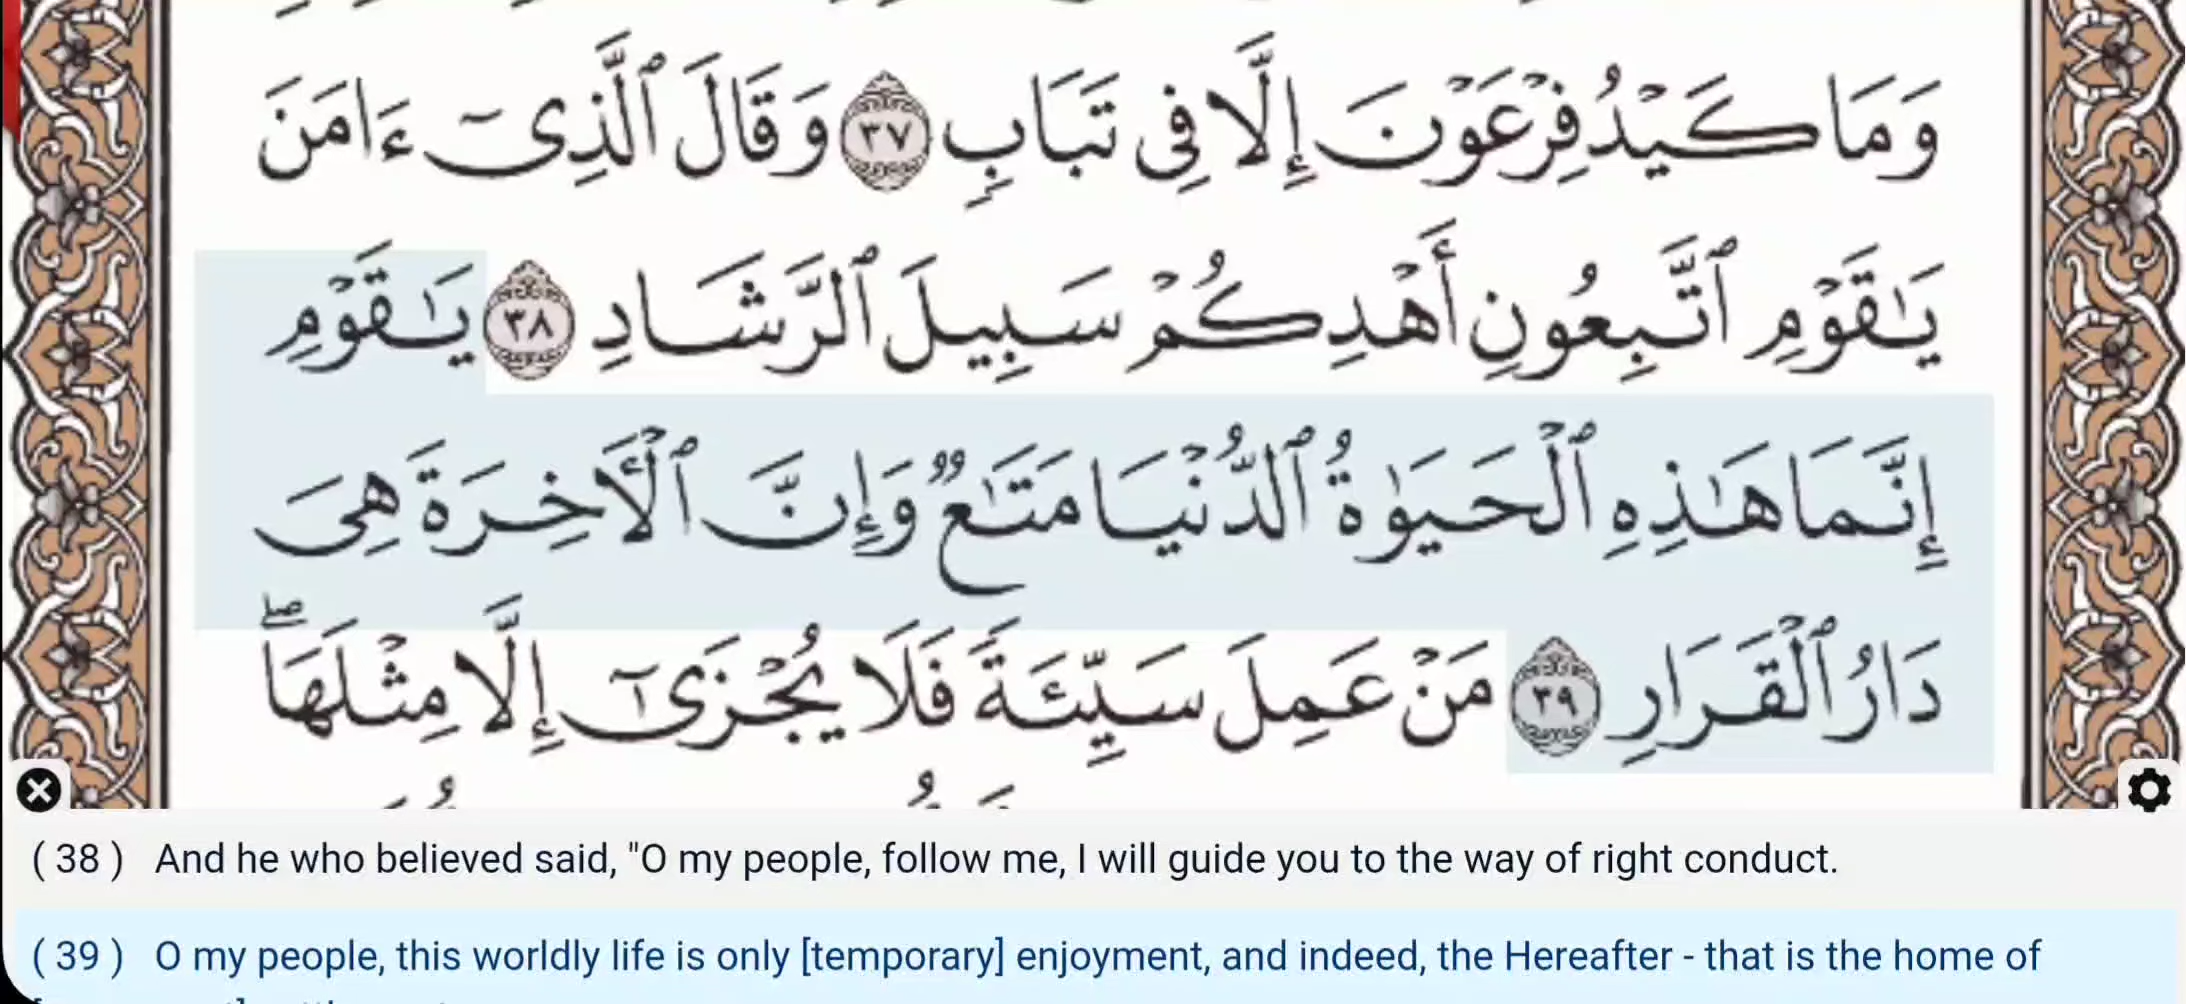 وَمَا كَيْدُ فِرْعَوْنَ إِلَّا فِى تَبَابٍ ٣٧ وَقَالَ ٱلَّذِىٓ ءَامَنَ
يَـٰقَوْمِ ٱتَّبِعُونِ أَهْدِكُمْ سَبِيلَ ٱلرَّشَادِ ٣٨ يَـٰقَوْمِ
إِنَّمَا هَـٰذِهِ ٱلْحَيَوٰةُ ٱلدُّنْيَا مَتَـٰعٌ وَإِنَّ ٱلْـَٔاخِرَةَ هِىَ
دَارُ ٱلْقَرَارِ ٣٩ مَنْ عَمِلَ سَيِّئَةً فَلَا يُجْزَىٰٓ إِلَّا مِثْلَهَا ۖ
( 38 ) And he who believed said, "O my people, follow me, I will guide you to the way of right conduct.
( 39 ) O my people, this worldly life is only [temporary] enjoyment, and indeed, the Hereafter - that is the home of